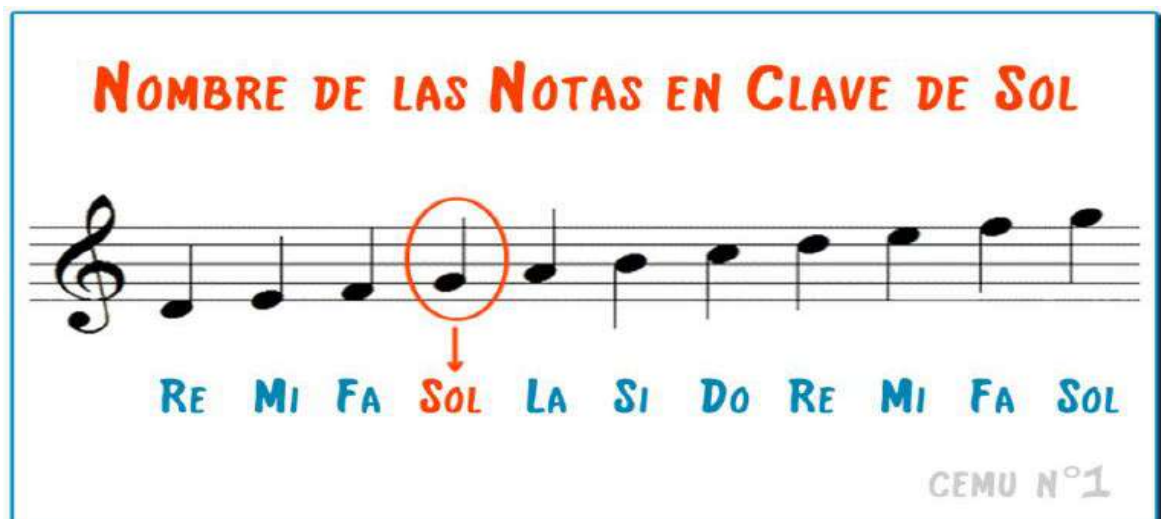 Nombre de las Notas en Clave de Sol
Re Mi Fa Sol La Si Do Re Mi Fa Sol
CEMU N°1